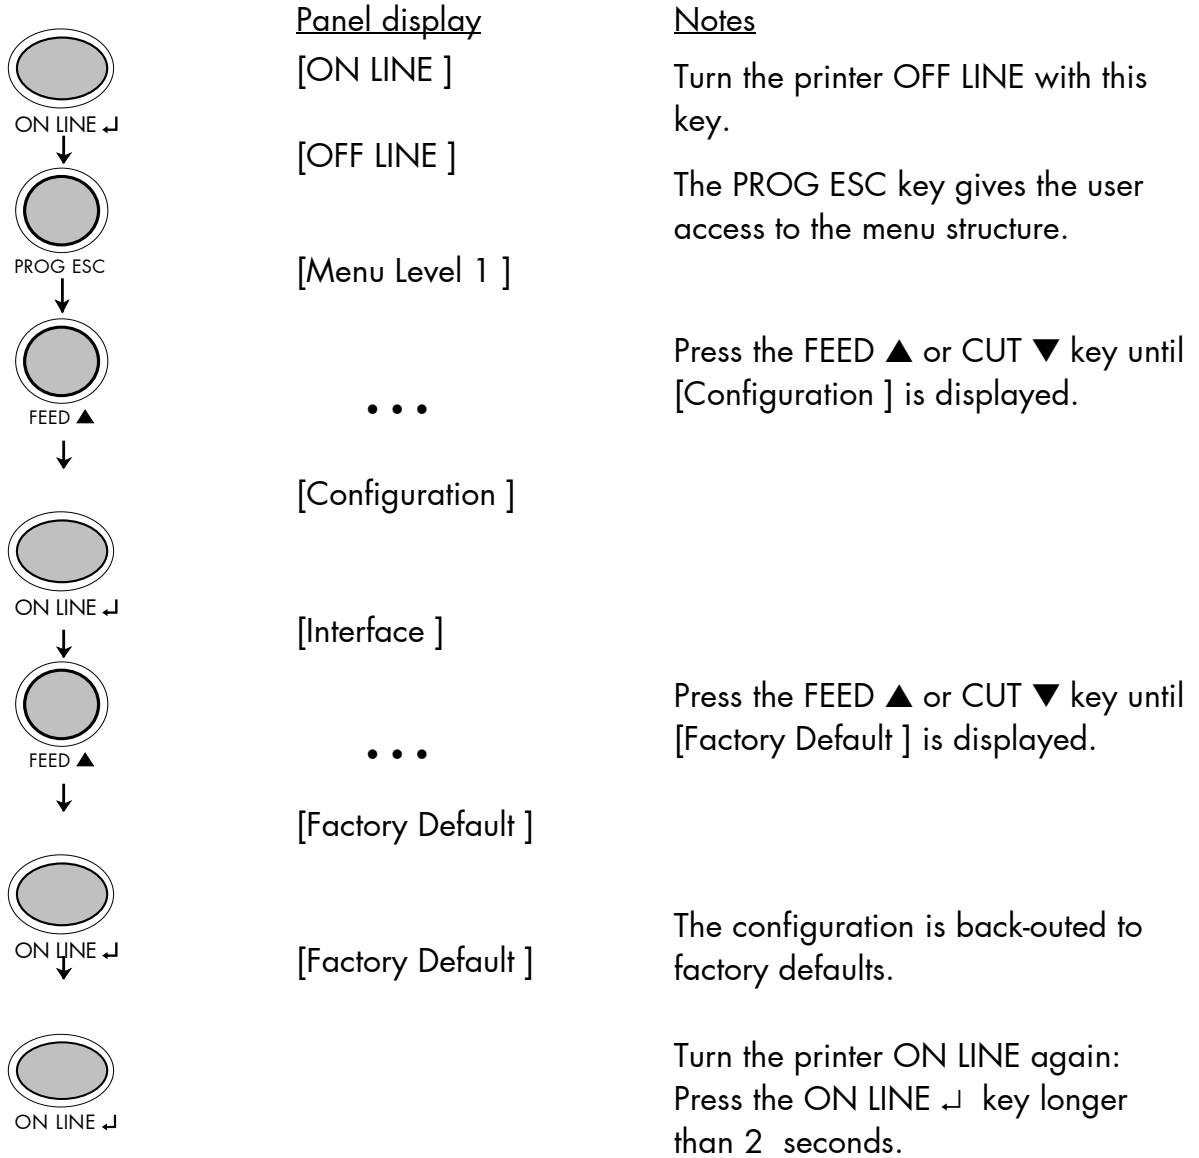 Panel display
Notes
[ON LINE ]
Turn the printer OFF LINE with this
key.
ON LINE ↵
[OFF LINE ]
The PROG ESC key gives the user
access to the menu structure.
PROG ESC
[Menu Level 1 ]
Press the FEED ▲ or CUT ▼ key until
[Configuration ] is displayed.
FEED ▲
• • •
[Configuration ]
ON LINE ↵
[Interface ]
Press the FEED ▲ or CUT ▼ key until
[Factory Default ] is displayed.
FEED ▲
• • •
[Factory Default ]
The configuration is back-outed to
factory defaults.
ON LINE ↵
[Factory Default ]
Turn the printer ON LINE again:
Press the ON LINE ↵ key longer
than 2 seconds.
ON LINE ↵